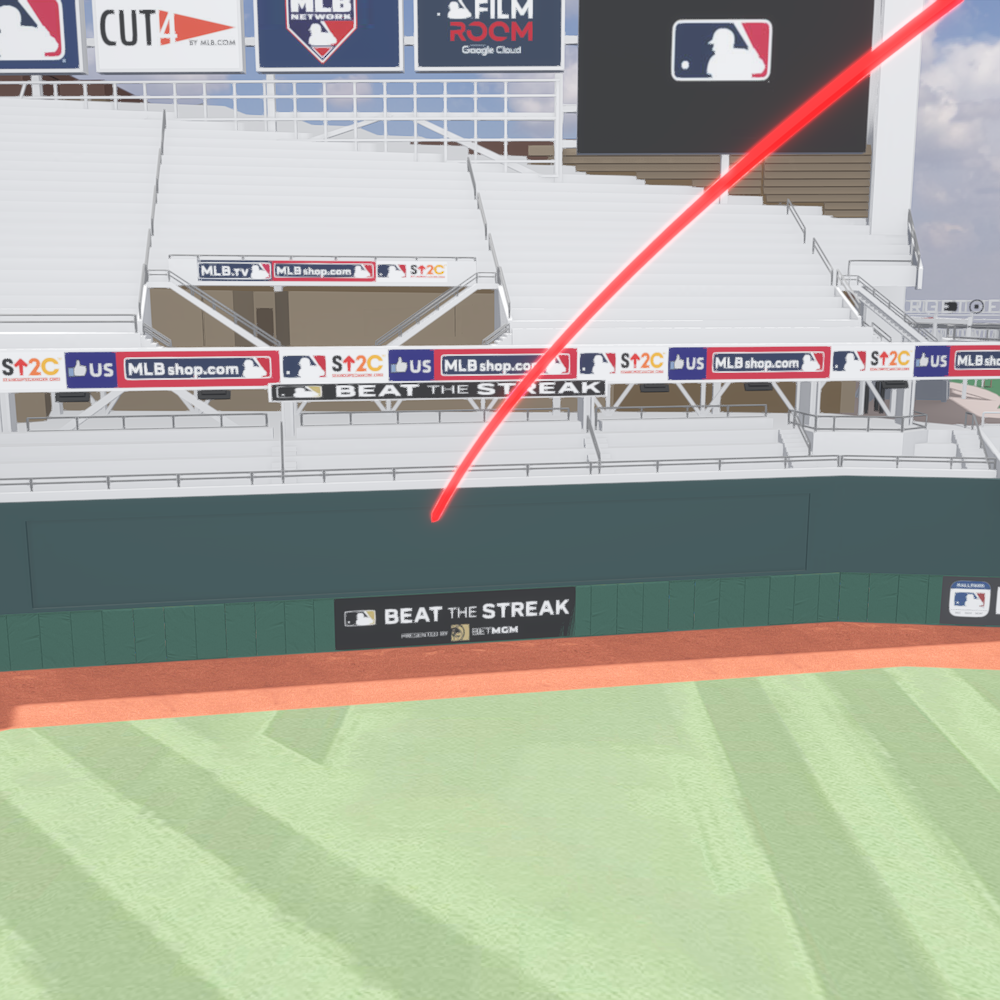 CUT4
BY MLB.COM
MLB
NETWORK
FILM
ROOM
Google Cloud
MLB.TV
MLBshop.com
S↑2C
S↑2C
US
MLBshop.com
S↑2C
US
MLBshop.com
S↑2C
US
MLBshop.com
S↑2C
US
BEAT THE STREAK
BEAT THE STREAK
PRESENTED BY BETMGM